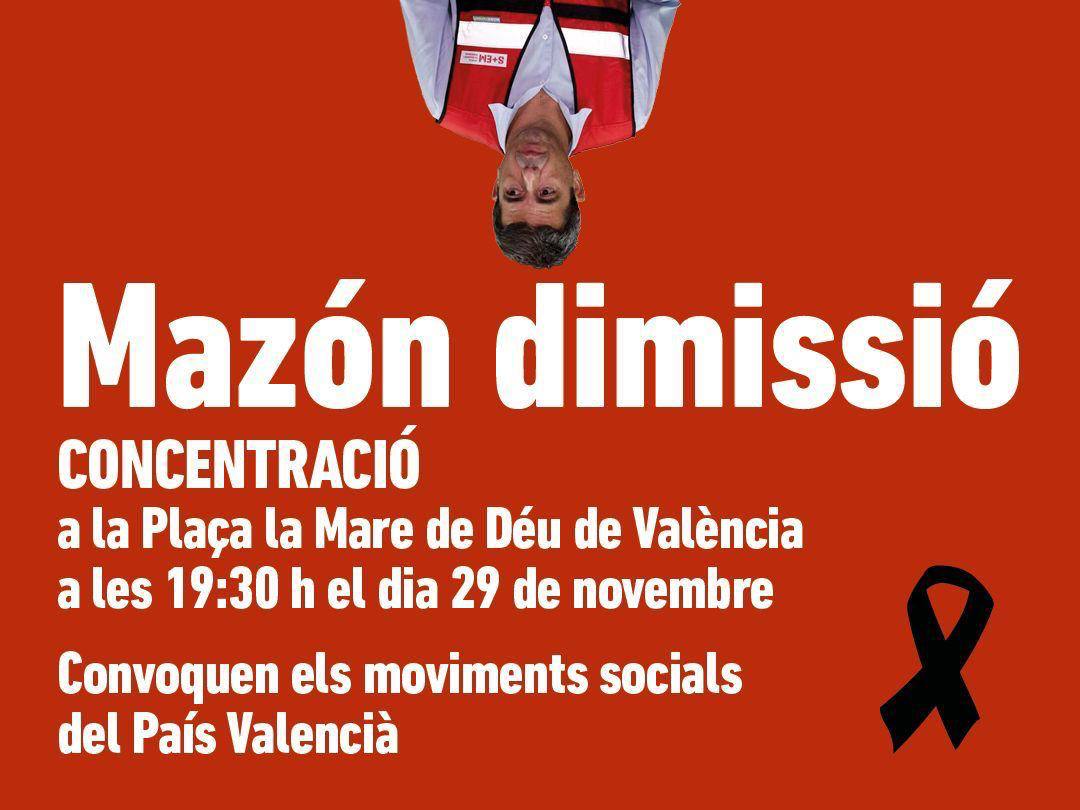 S+EM
Mazón dimissió
CONCENTRACIÓ
a la Plaça la Mare de Déu de València
a les 19:30 h el dia 29 de novembre
Convoquen els moviments socials
del País Valencià